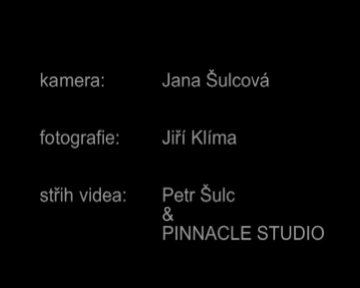 kamera: Jana Šulcová
fotografie: Jiří Klíma
střih videa: Petr Šulc
&
PINNACLE STUDIO